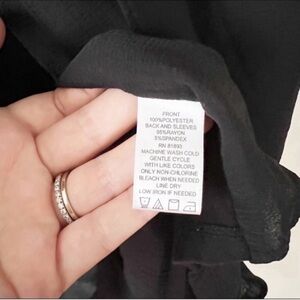 FRONT
100%POLYESTER
BACK AND SLEEVES
95%RAYON
5%SPANDEX
RN 81893
MACHINE WASH COLD
GENTLE CYCLE
WITH LIKE COLORS
ONLY NON-CHLORINE
BLEACH WHEN NEEDED
LINE DRY
LOW IRON IF NEEDED